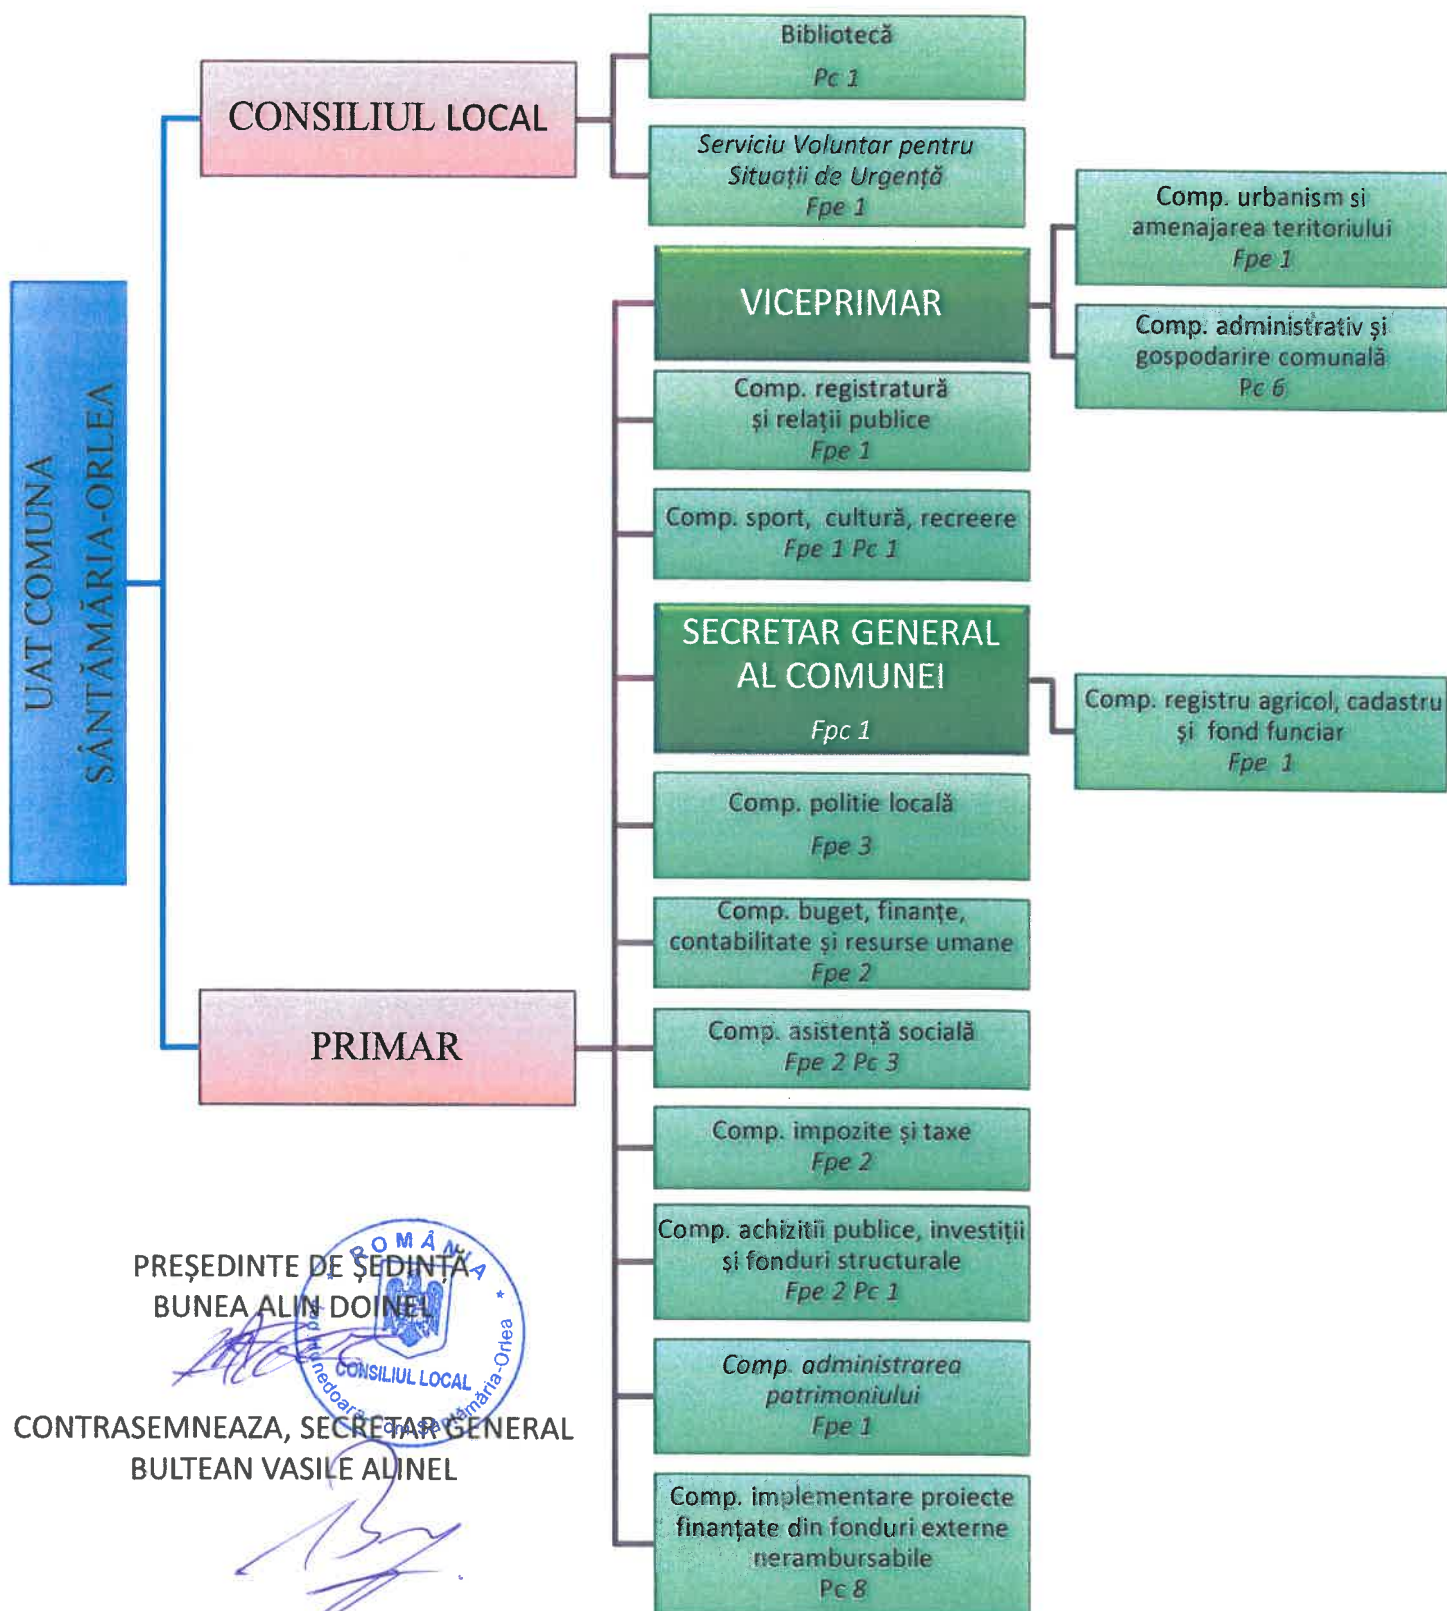 UAT COMUNA
SÂNTĂMĂRIA-ORLEA
CONSILIUL LOCAL
Bibliotecă
Pc 1
Serviciu Voluntar pentru
Situații de Urgență
Fpe 1
PRIMAR
VICEPRIMAR
Comp. urbanism si
amenajarea teritoriului
Fpe 1
Comp. administrativ și
gospodarire comunală
Pc 6
Comp. registratură
și relații publice
Fpe 1
Comp. sport, cultură, recreere
Fpe 1 Pc 1
SECRETAR GENERAL
AL COMUNEI
Fpc 1
Comp. registru agricol, cadastru
și fond funciar
Fpe 1
Comp. politie locală
Fpe 3
Comp. buget, finanțe,
contabilitate și resurse umane
Fpe 2
Comp. asistență socială
Fpe 2 Pc 3
Comp. impozite și taxe
Fpe 2
Comp. achizitii publice, investiții
și fonduri structurale
Fpe 2 Pc 1
Comp. administrarea
patrimoniului
Fpe 1
Comp. implementare proiecte
finanțate din fonduri externe
nerambursabile
Pc 8
PREȘEDINTE DE ȘEDINȚĂ
BUNEA ALIN DOINEL
CONTRASEMNEAZA, SECRETAR GENERAL
BULTEAN VASILE ALINEL
ROMÂNIA
CONSILIUL LOCAL